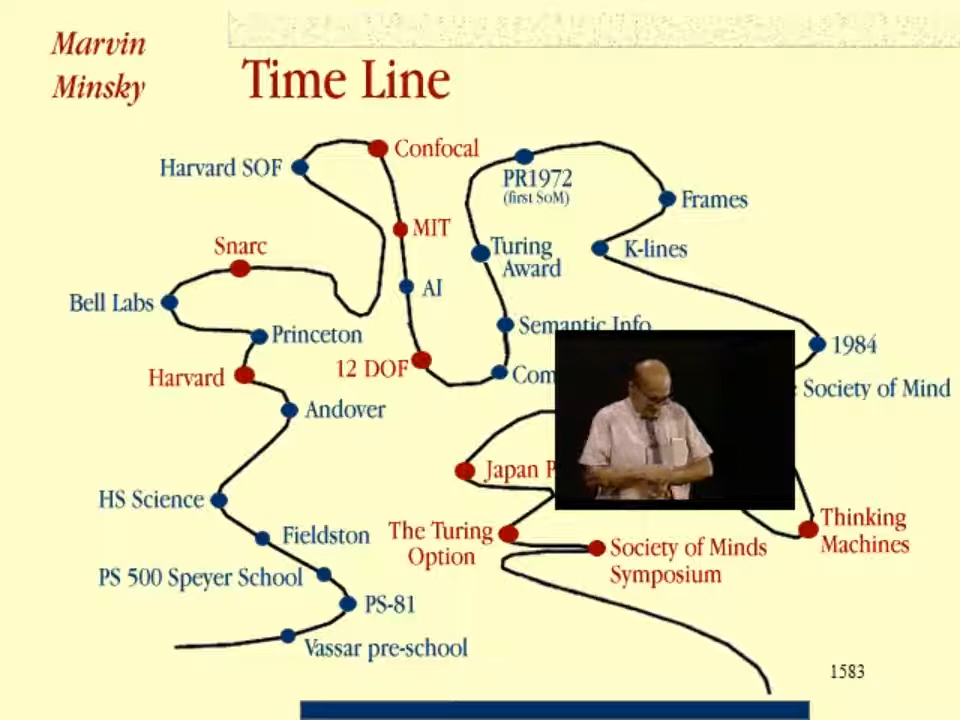 Marvin
Minsky
Time Line
Harvard SOF
Confocal
PR1972
(first SoM)
Frames
MIT
Snarc
Turing
Award
K-lines
AI
Bell Labs
Semantic Info
Princeton
1984
12 DOF
Harvard
Com
Society of Mind
Andover
Japan P
HS Science
The Turing
Option
Thinking
Machines
Fieldston
Society of Minds
Symposium
PS 500 Speyer School
PS-81
Vassar pre-school
1583